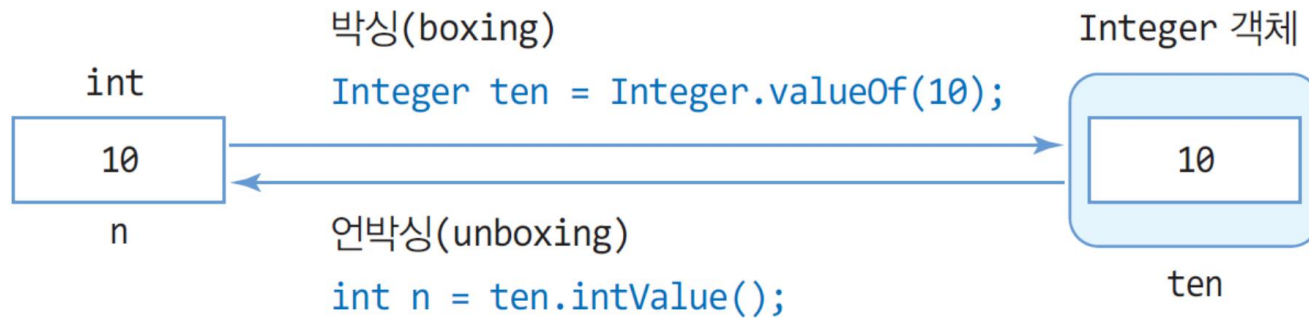 박싱(boxing)
Integer 객체
int
Integer ten = Integer.valueOf(10);
10
10
n
언박싱(unboxing)
ten
int n = ten.intValue();